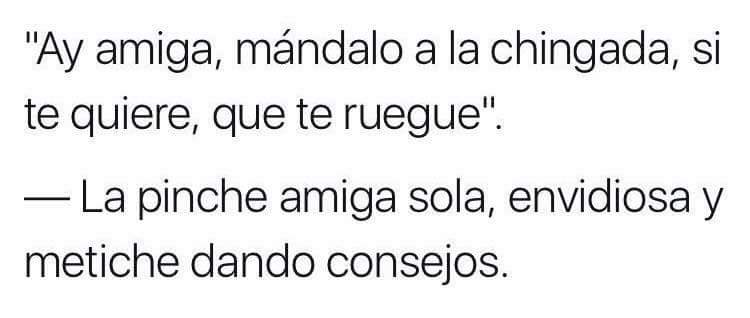 "Ay amiga, mándalo a la chingada, si
te quiere, que te ruegue".
— La pinche amiga sola, envidiosa y
metiche dando consejos.